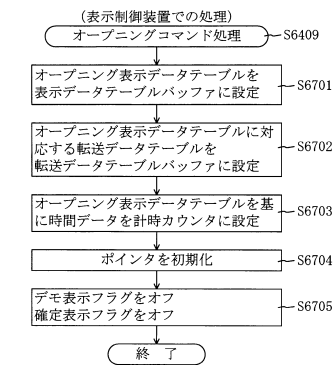 (表示制御装置での処理)
オープニングコマンド処理
S6409
オープニング表示データテーブルを
表示データテーブルバッファに設定
S6701
オープニング表示データテーブルに対
応する転送データテーブルを
転送データテーブルバッファに設定
S6702
オープニング表示データテーブルを基
に時間データを計時カウンタに設定
S6703
ポインタを初期化
S6704
デモ表示フラグをオフ
確定表示フラグをオフ
S6705
終 了